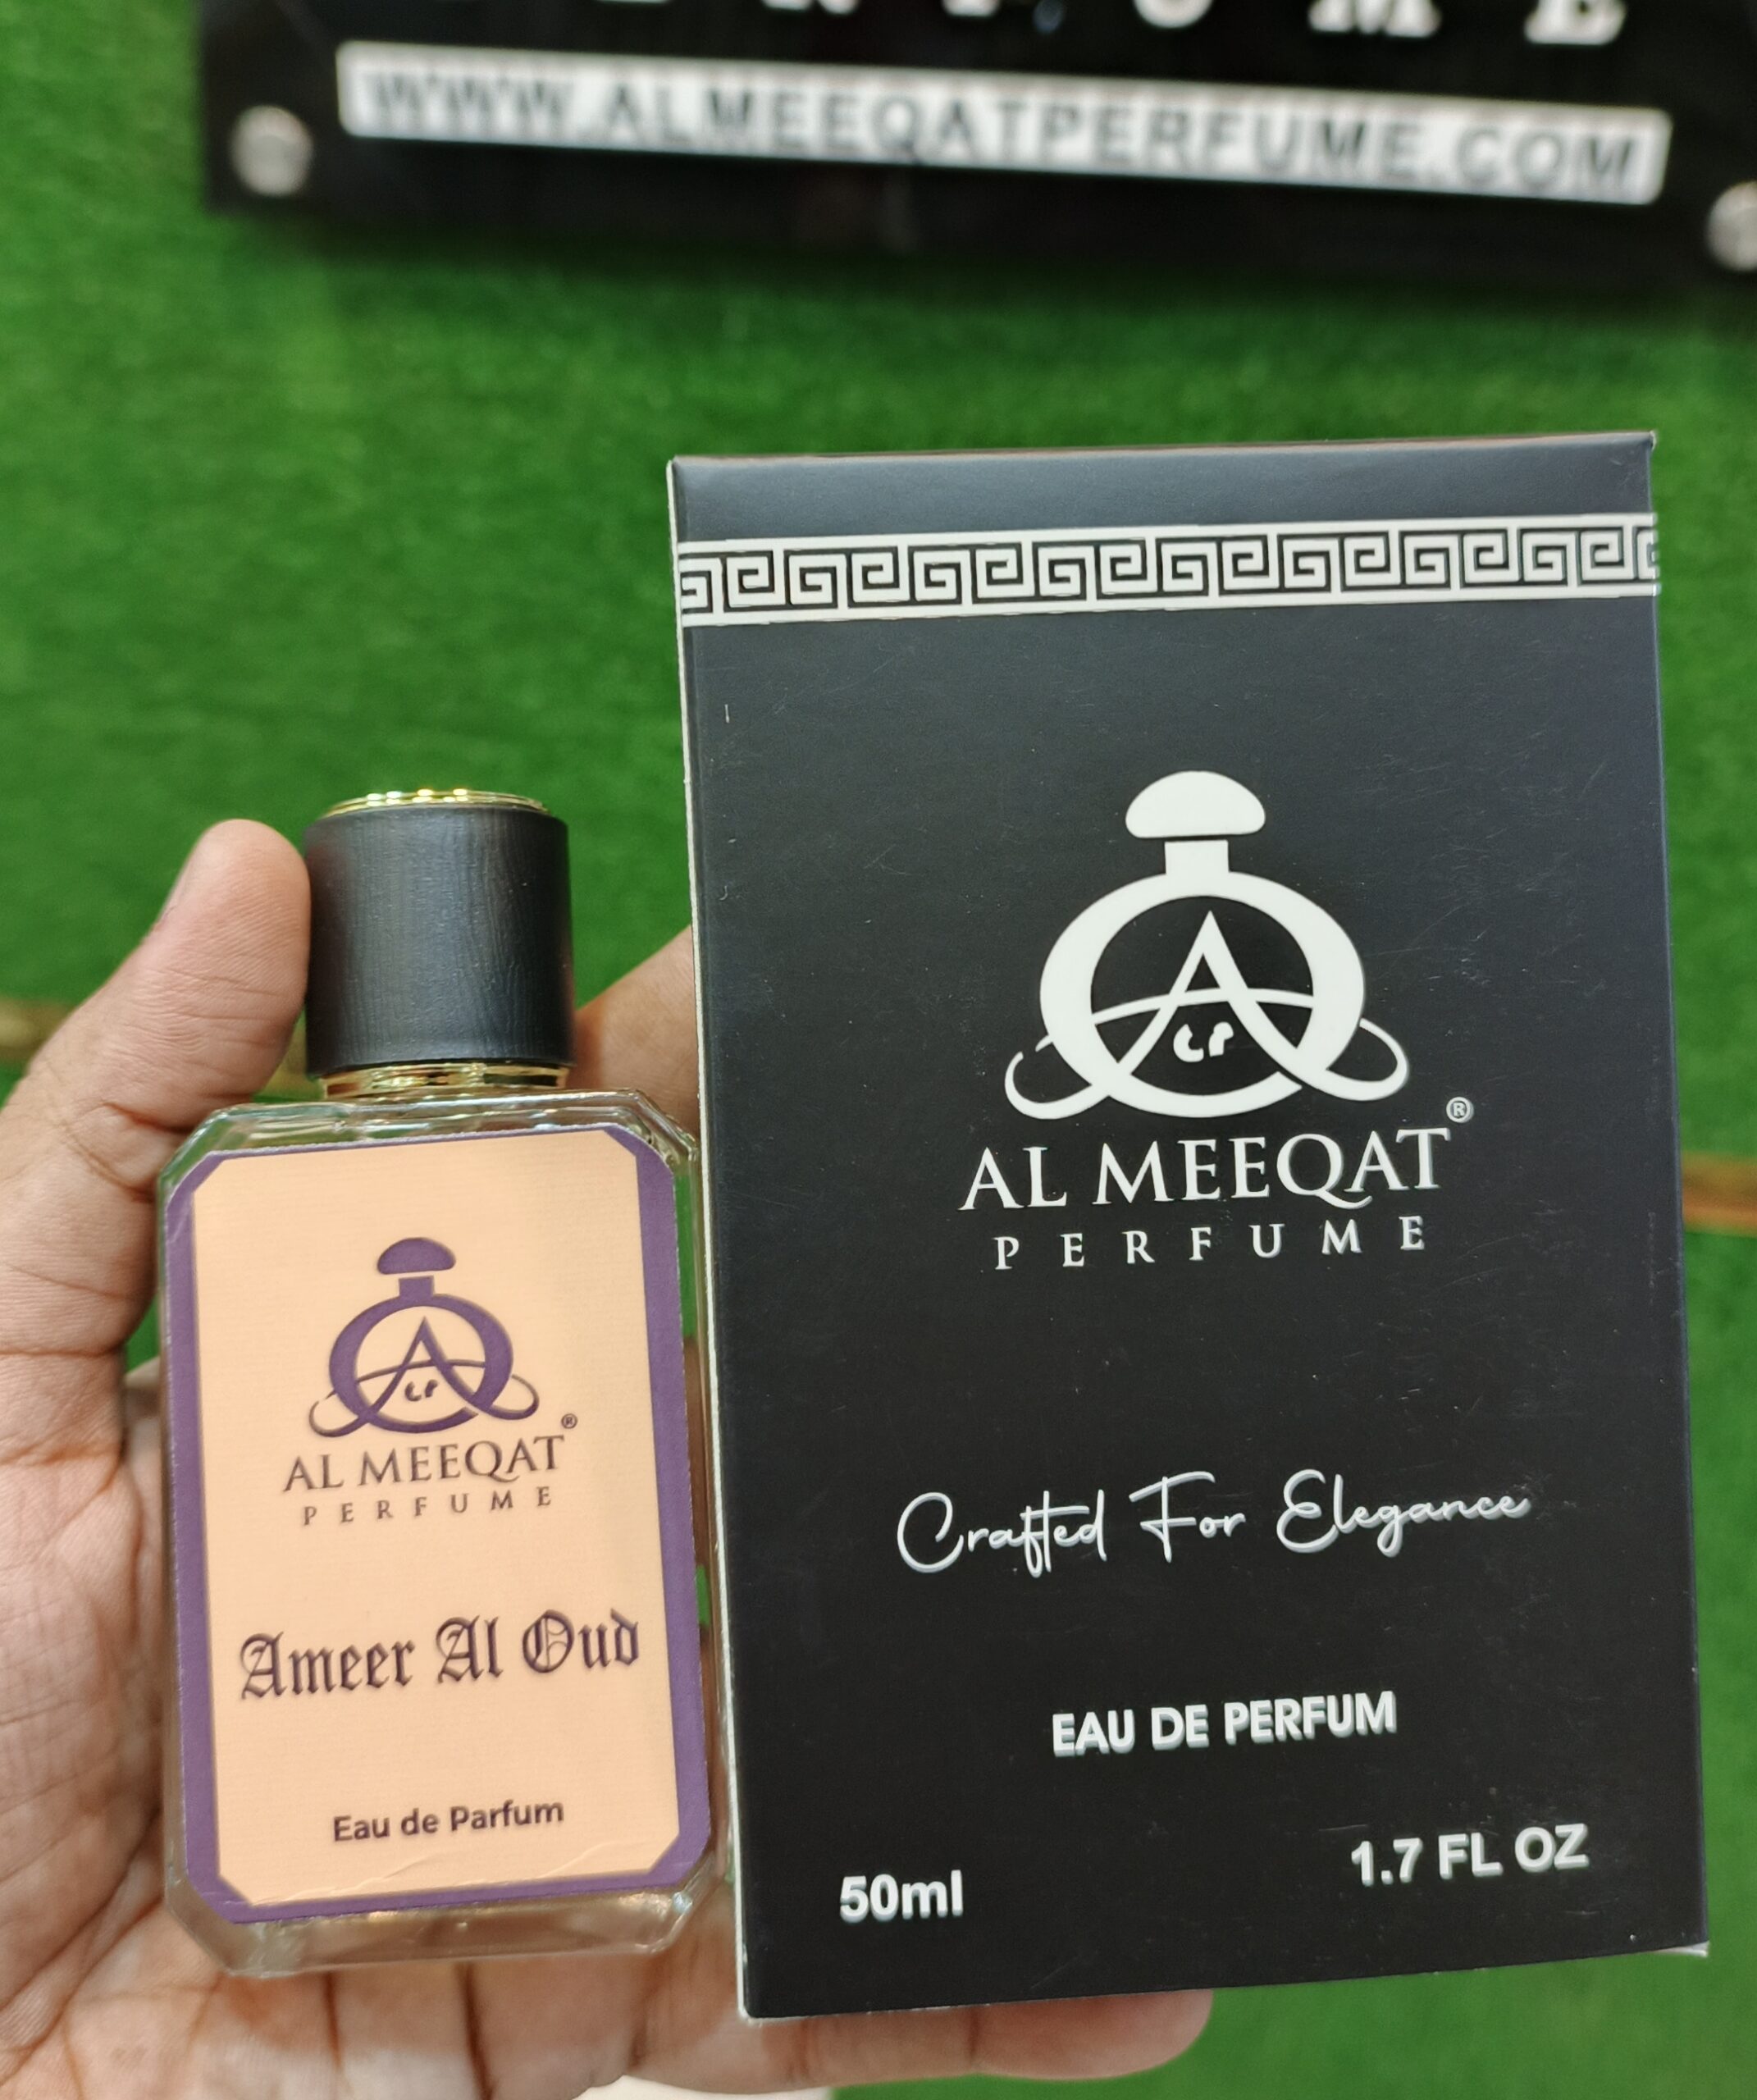 PERFUME
WWW.ALMEEQATPERFUME.COM
AL MEEQAT®
PERFUME
Crafted For Elegance
EAU DE PERFUM
50ml
1.7 FL OZ
AL MEEQAT®
PERFUME
Ameer Al Oud
Eau de Parfum